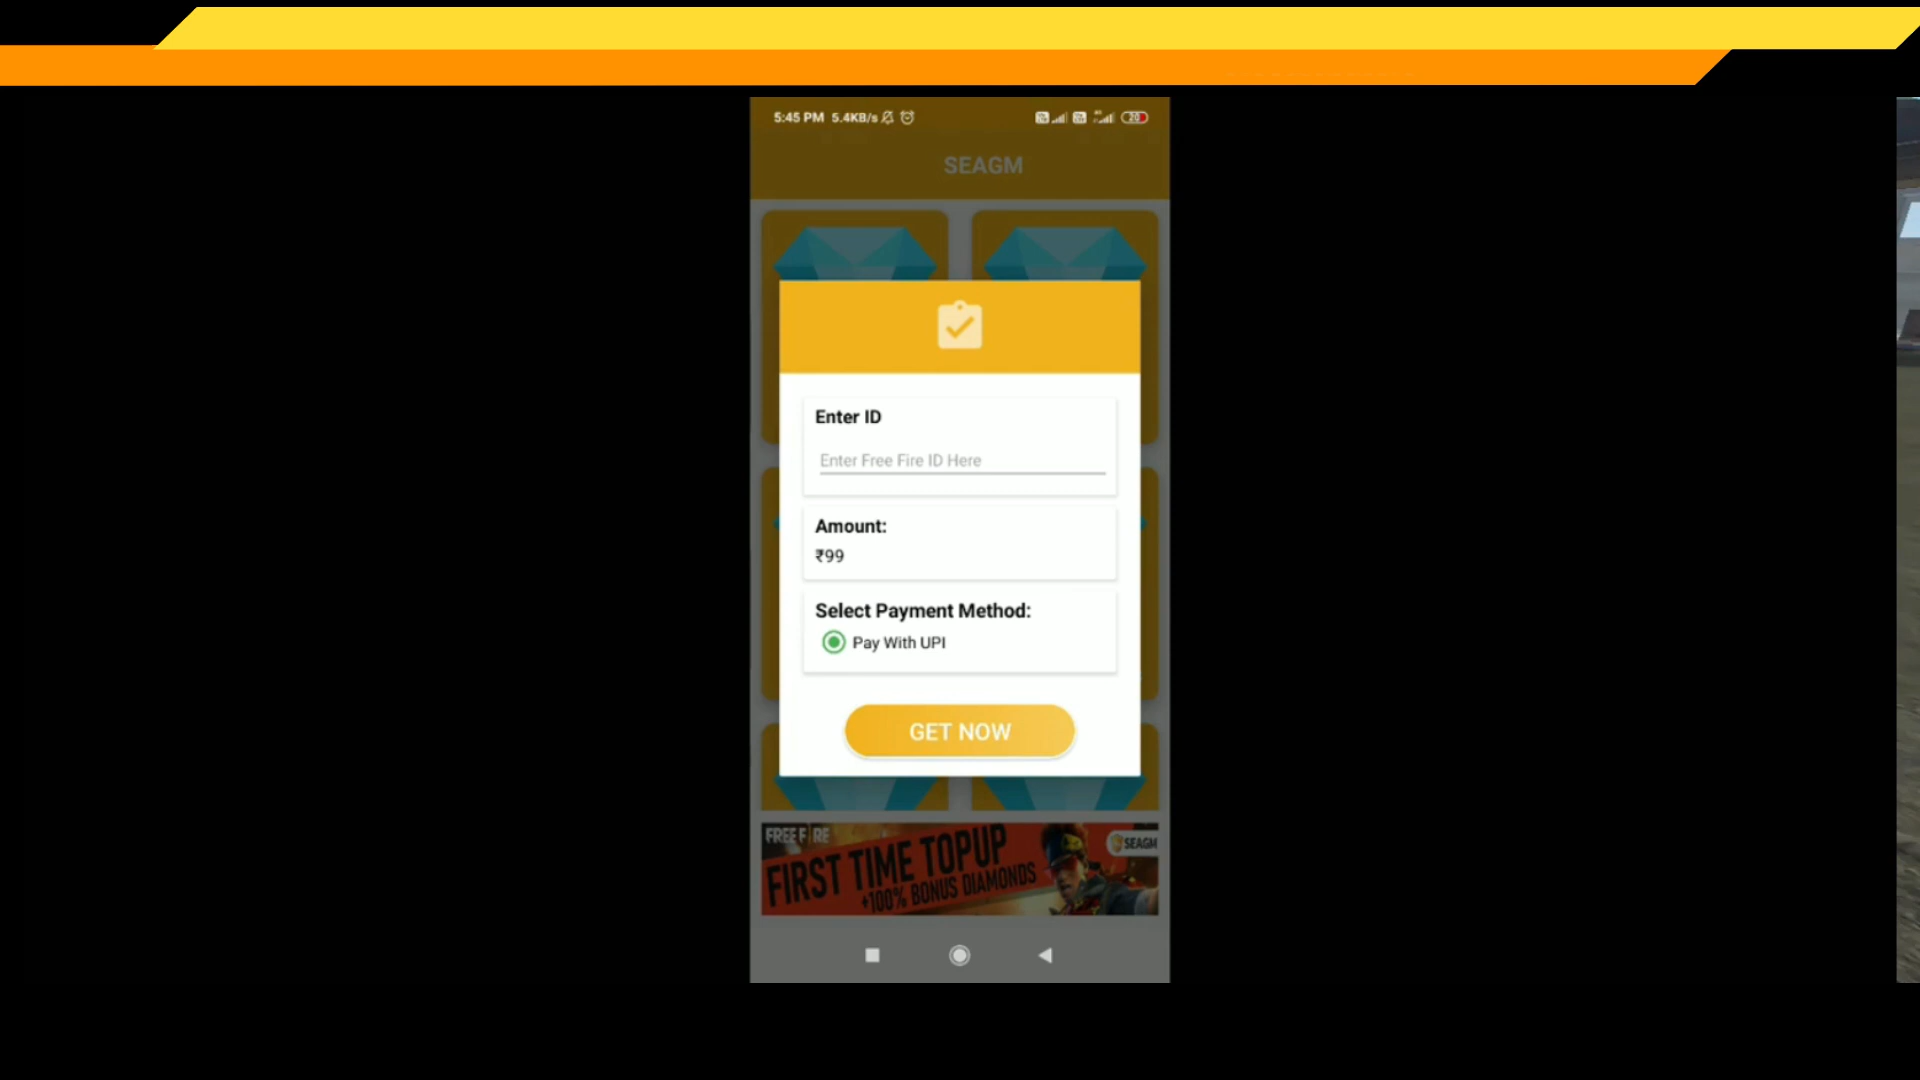 5:45 PM 5.4KB/s
20
SEAGM
Enter ID
Enter Free Fire ID Here
Amount:
₹99
Select Payment Method:
Pay With UPI
GET NOW
FREE FIRE
SEAGM
FIRST TIME TOPUP
+100% BONUS DIAMONDS